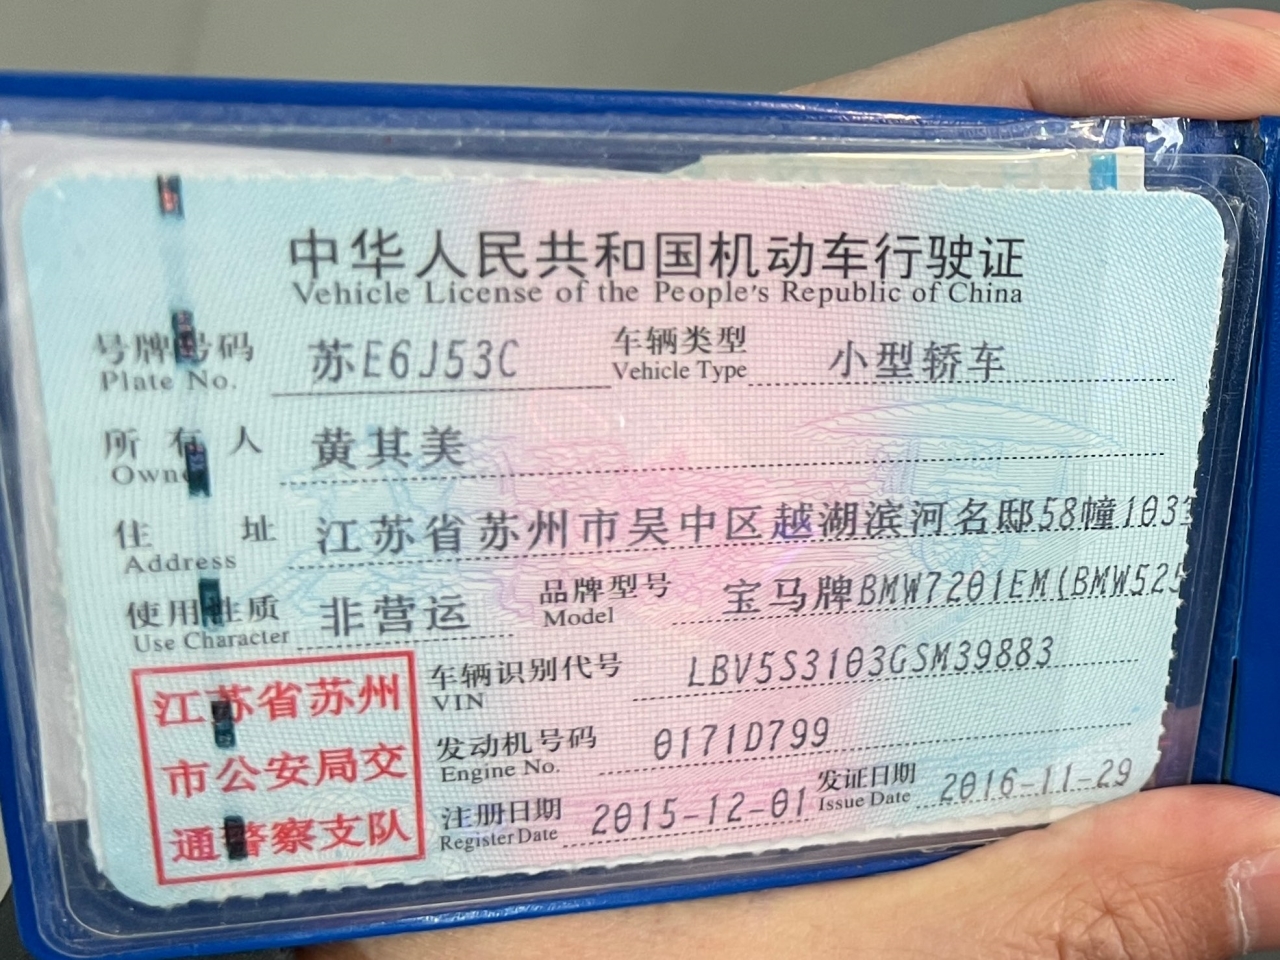 中华人民共和国机动车行驶证
Vehicle License of the People's Republic of China
号牌号码 苏E6J53C 车辆类型 小型轿车
Plate No. Vehicle Type
所有人 黄其美
Owner
住址 江苏省苏州市吴中区越湖滨河名邸58幢1033
Address
使用性质 非营运 品牌型号 宝马牌BMW7201EM(BMW525
Use Character Model
车辆识别代号 LBV5S3103GSM39883
VIN
发动机号码 0171D799
Engine No.
注册日期 2015-12-01 发证日期 2016-11-29
Register Date Issue Date
江苏省苏州
市公安局交
通警察支队